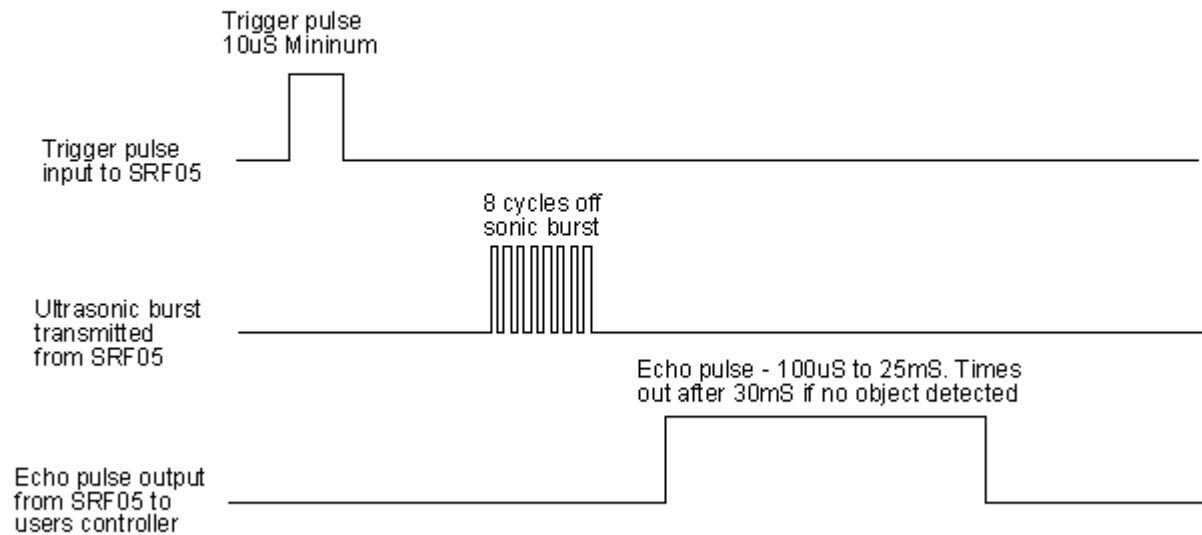 Trigger pulse
10uS Mininum
Trigger pulse
input to SRF05
8 cycles off
sonic burst
Ultrasonic burst
transmitted
from SRF05
Echo pulse - 100uS to 25mS. Times
out after 30mS if no object detected
Echo pulse output
from SRF05 to
users controller